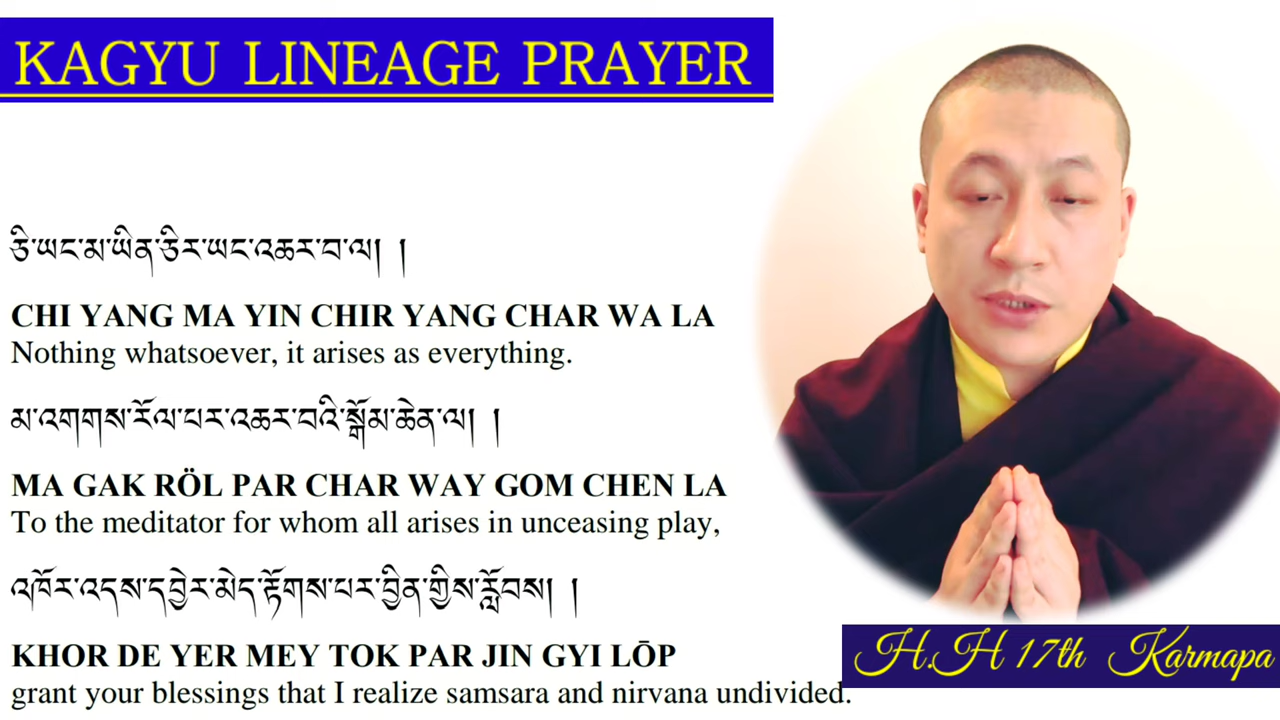 KAGYU LINEAGE PRAYER
ཅི་ཡང་མ་ཡིན་ཅིར་ཡང་འཆར་བ་ལ། །
CHI YANG MA YIN CHIR YANG CHAR WA LA
Nothing whatsoever, it arises as everything.
མ་འགགས་རོལ་པར་འཆར་བའི་སྒོམ་ཆེན་ལ། །
MA GAK RÖL PAR CHAR WAY GOM CHEN LA
To the meditator for whom all arises in unceasing play,
འཁོར་འདས་དབྱེར་མེད་རྟོགས་པར་བྱིན་གྱིས་རློབས། །
KHOR DE YER MEY TOK PAR JIN GYI LŌP
grant your blessings that I realize samsara and nirvana undivided.
H.H 17th Karmapa